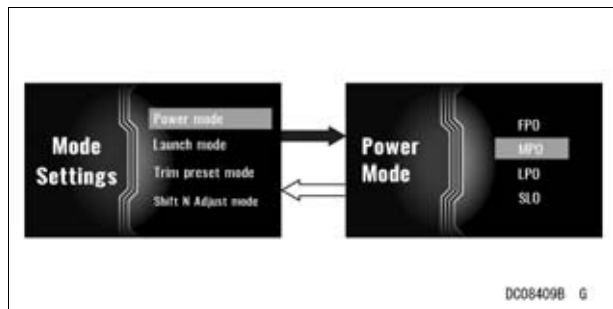 Mode
Settings
Power mode
Launch mode
Trim preset mode
Shift N Adjust mode
Power
Mode
FPO
MPO
LPO
SLO
DC08409B G